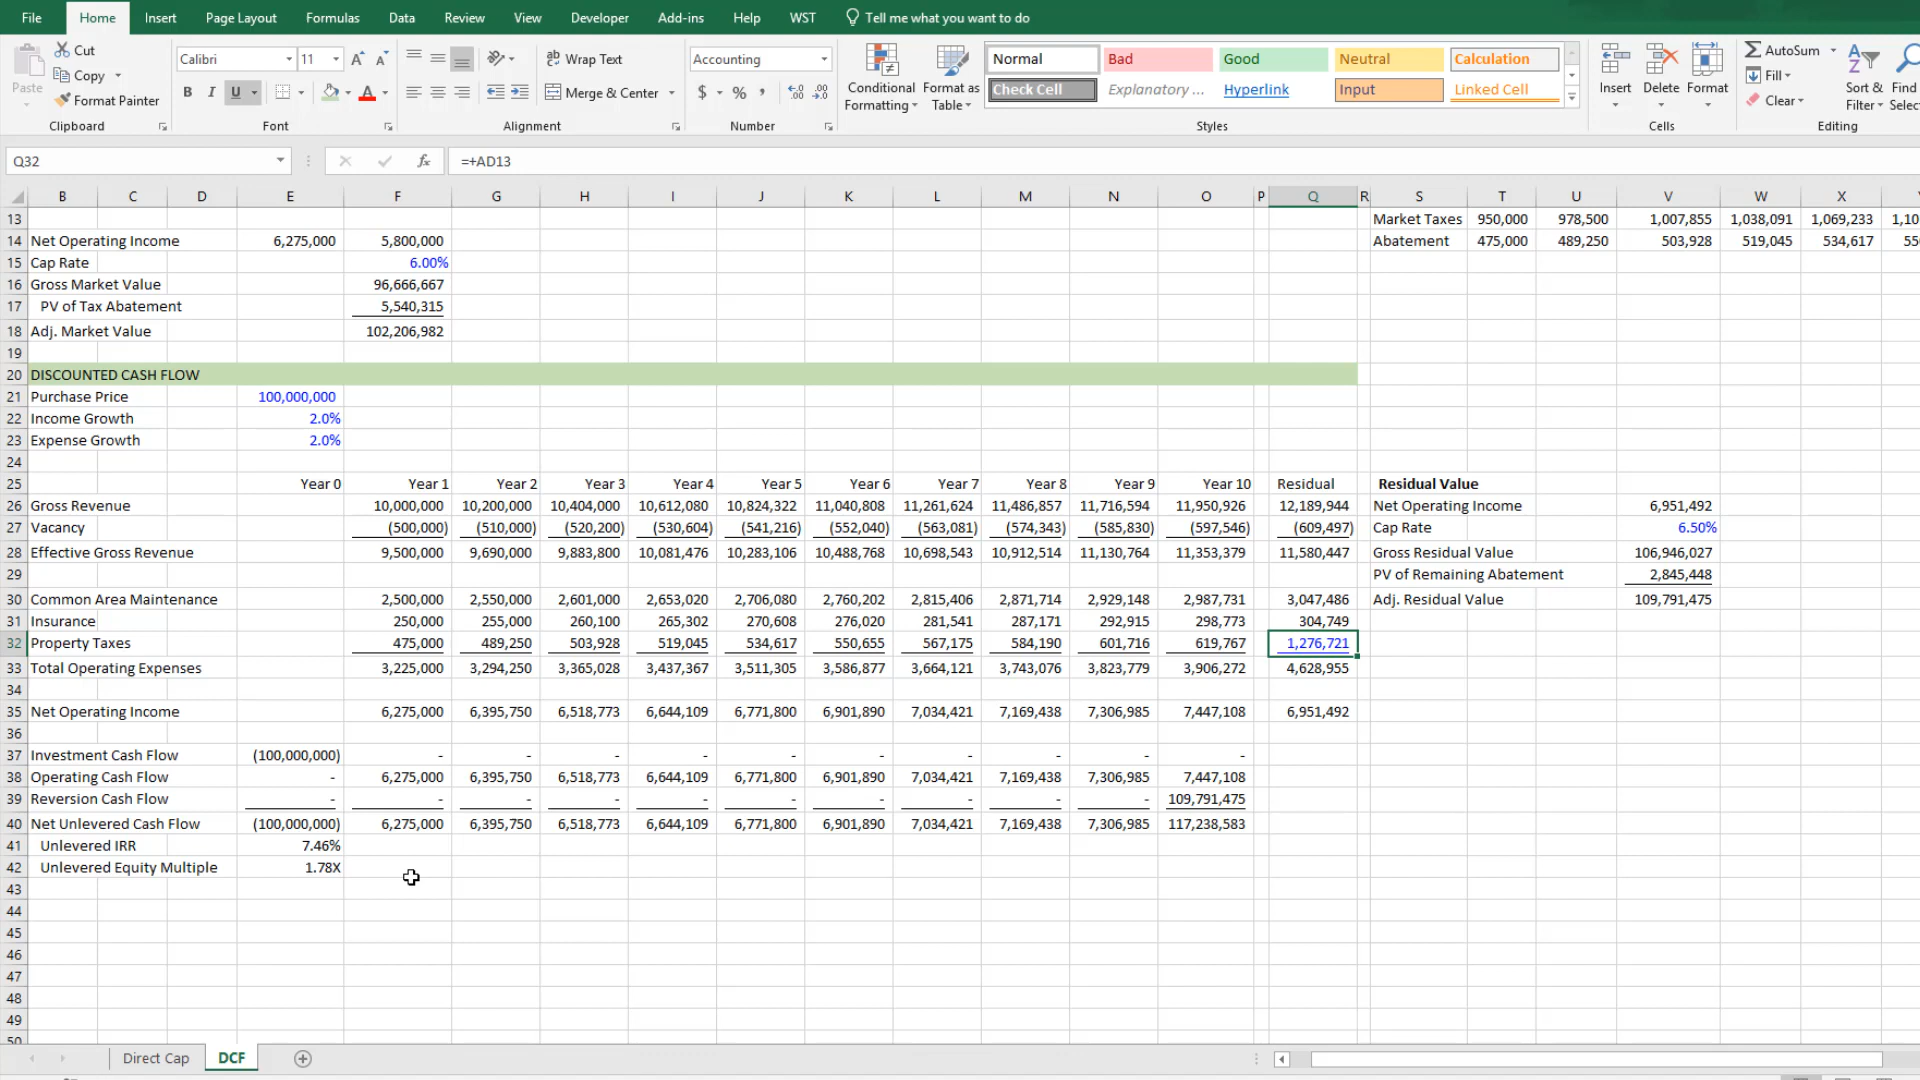 File Home Insert Page Layout Formulas Data Review View Developer Add-ins Help WST Tell me what you want to do
Cut
Copy
Format Painter
Paste
Clipboard
Calibri 11
B I U
Font
Wrap Text
Merge & Center
Alignment
Accounting
$ % ,
Number
Conditional Formatting
Format as Table
Normal Bad Good Neutral Calculation
Check Cell Explanatory ... Hyperlink Input Linked Cell
Styles
Insert Delete Format
Cells
AutoSum
Fill
Clear
Sort & Filter
Find
Selec
Editing
Q32 fx =+AD13
B C D E F G H I J K L M N O P Q R S T U V W X
13 Market Taxes 950,000 978,500 1,007,855 1,038,091 1,069,233 1,10
14 Net Operating Income 6,275,000 5,800,000 Abatement 475,000 489,250 503,928 519,045 534,617 55
15 Cap Rate 6.00%
16 Gross Market Value 96,666,667
17 PV of Tax Abatement 5,540,315
18 Adj. Market Value 102,206,982
19
20 DISCOUNTED CASH FLOW
21 Purchase Price 100,000,000
22 Income Growth 2.0%
23 Expense Growth 2.0%
24
25 Year 0 Year 1 Year 2 Year 3 Year 4 Year 5 Year 6 Year 7 Year 8 Year 9 Year 10 Residual Residual Value
26 Gross Revenue 10,000,000 10,200,000 10,404,000 10,612,080 10,824,322 11,040,808 11,261,624 11,486,857 11,716,594 11,950,926 12,189,944 Net Operating Income 6,951,492
27 Vacancy (500,000) (510,000) (520,200) (530,604) (541,216) (552,040) (563,081) (574,343) (585,830) (597,546) (609,497) Cap Rate 6.50%
28 Effective Gross Revenue 9,500,000 9,690,000 9,883,800 10,081,476 10,283,106 10,488,768 10,698,543 10,912,514 11,130,764 11,353,379 11,580,447 Gross Residual Value 106,946,027
29 PV of Remaining Abatement 2,845,448
30 Common Area Maintenance 2,500,000 2,550,000 2,601,000 2,653,020 2,706,080 2,760,202 2,815,406 2,871,714 2,929,148 2,987,731 3,047,486 Adj. Residual Value 109,791,475
31 Insurance 250,000 255,000 260,100 265,302 270,608 276,020 281,541 287,171 292,915 298,773 304,749
32 Property Taxes 475,000 489,250 503,928 519,045 534,617 550,655 567,175 584,190 601,716 619,767 1,276,721
33 Total Operating Expenses 3,225,000 3,294,250 3,365,028 3,437,367 3,511,305 3,586,877 3,664,121 3,743,076 3,823,779 3,906,272 4,628,955
34
35 Net Operating Income 6,275,000 6,395,750 6,518,773 6,644,109 6,771,800 6,901,890 7,034,421 7,169,438 7,306,985 7,447,108 6,951,492
36
37 Investment Cash Flow (100,000,000) - - - - - - - - - -
38 Operating Cash Flow - 6,275,000 6,395,750 6,518,773 6,644,109 6,771,800 6,901,890 7,034,421 7,169,438 7,306,985 7,447,108
39 Reversion Cash Flow - - - - - - - - - - 109,791,475
40 Net Unlevered Cash Flow (100,000,000) 6,275,000 6,395,750 6,518,773 6,644,109 6,771,800 6,901,890 7,034,421 7,169,438 7,306,985 117,238,583
41 Unlevered IRR 7.46%
42 Unlevered Equity Multiple 1.78X
43
44
45
46
47
48
49
50
Direct Cap DCF